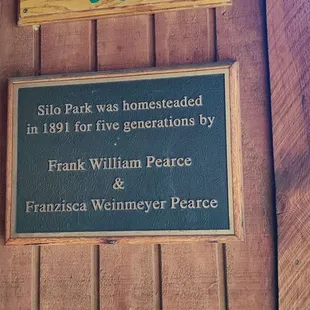 Silo Park was homesteaded
in 1891 for five generations by
Frank William Pearce
&
Franzisca Weinmeyer Pearce